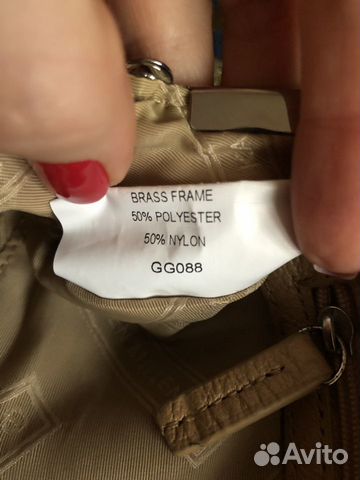 BRASS FRAME
50% POLYESTER
50% NYLON
GG088
Avito